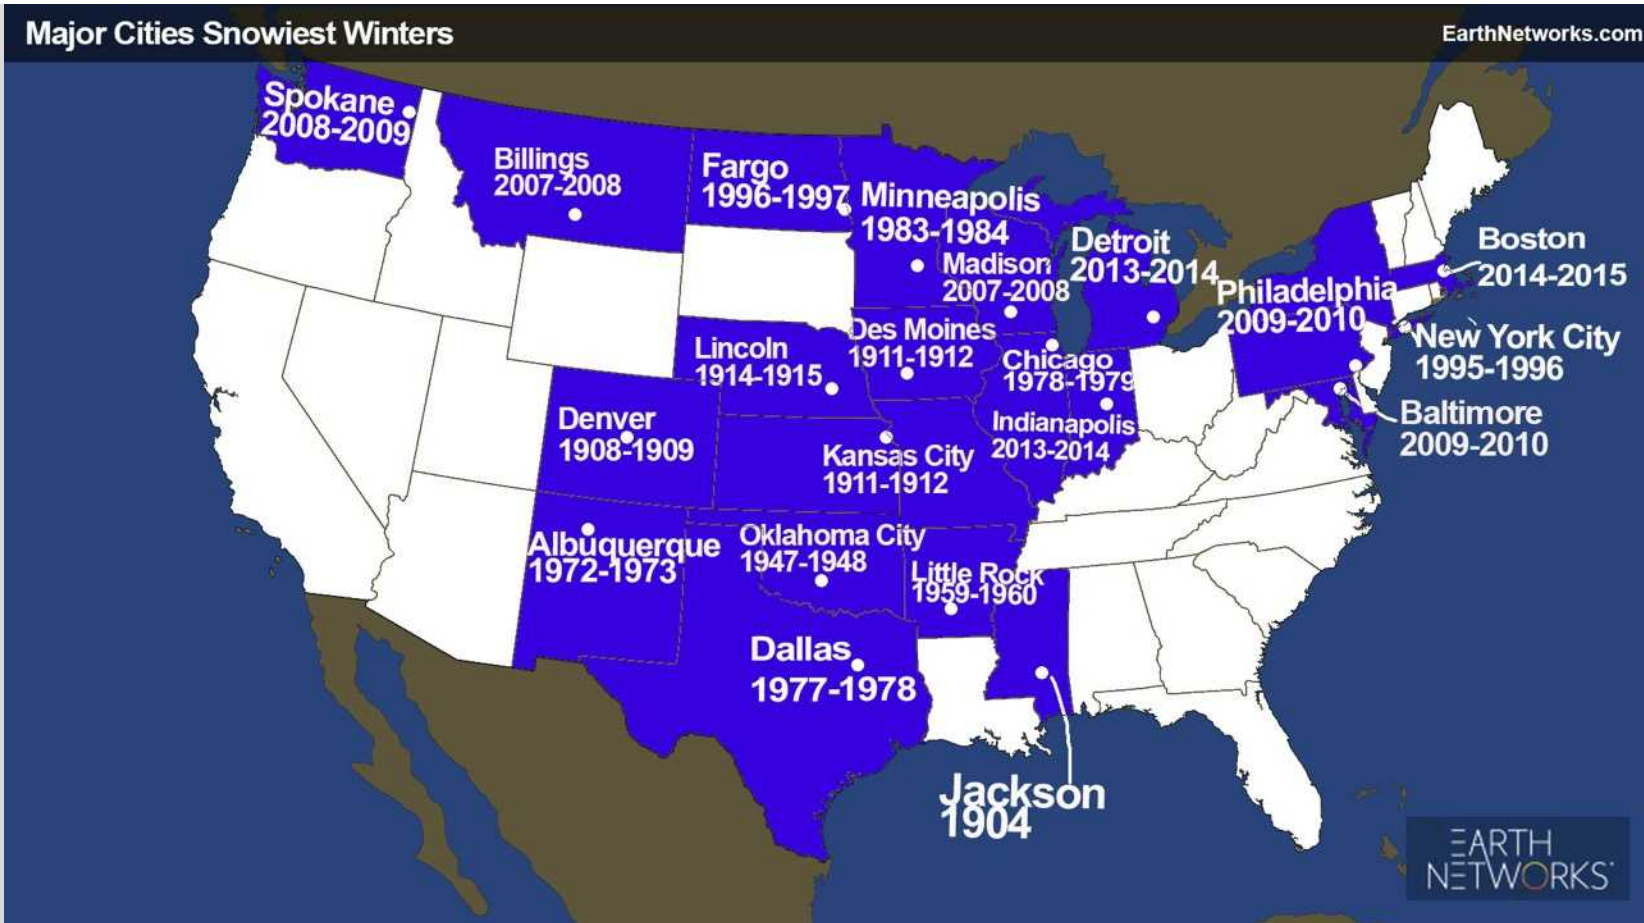 Major Cities Snowiest Winters
EarthNetworks.com
Spokane
2008-2009
Billings
2007-2008
Fargo
1996-1997
Minneapolis
1983-1984
Madison
2007-2008
Detroit
2013-2014
Boston
2014-2015
Philadelphia
2009-2010
New York City
1995-1996
Baltimore
2009-2010
Des Moines
1911-1912
Lincoln
1914-1915
Chicago
1978-1979
Indianapolis
2013-2014
Denver
1908-1909
Kansas City
1911-1912
Albuquerque
1972-1973
Oklahoma City
1947-1948
Little Rock
1959-1960
Dallas
1977-1978
Jackson
1904
EARTH
NETWORKS